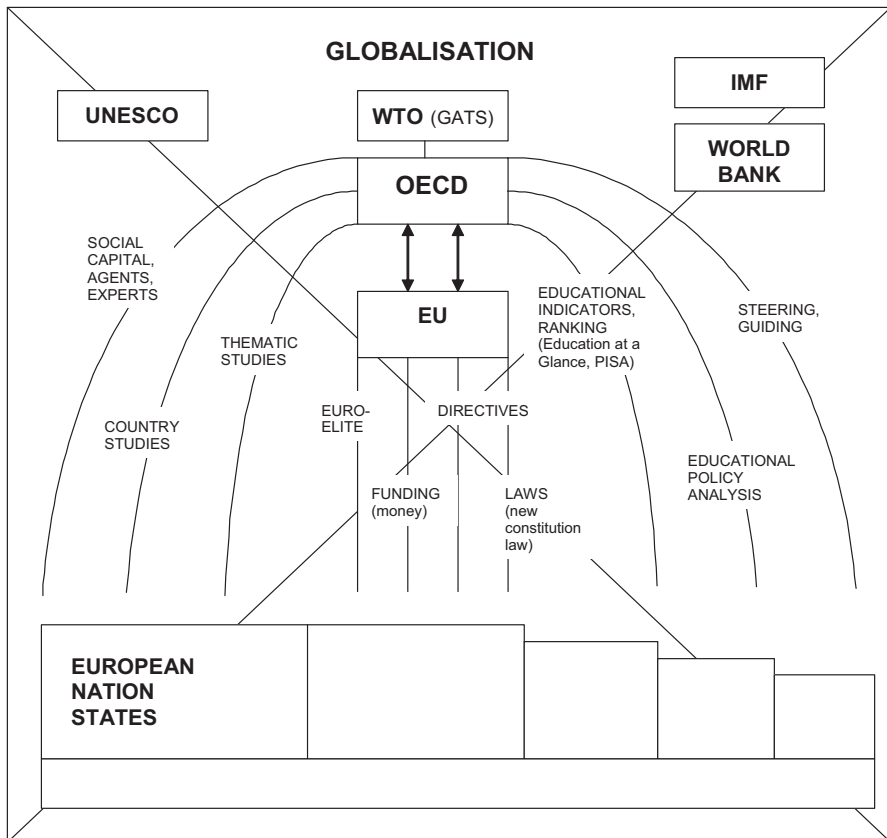 GLOBALISATION
UNESCO
WTO (GATS)
IMF
WORLD
BANK
OECD
SOCIAL
CAPITAL,
AGENTS,
EXPERTS
EU
EDUCATIONAL
INDICATORS,
RANKING
(Education at a
Glance, PISA)
STEERING,
GUIDING
THEMATIC
STUDIES
COUNTRY
STUDIES
EURO-
ELITE
DIRECTIVES
EDUCATIONAL
POLICY
ANALYSIS
FUNDING
(money)
LAWS
(new
constitution
law)
EUROPEAN
NATION
STATES